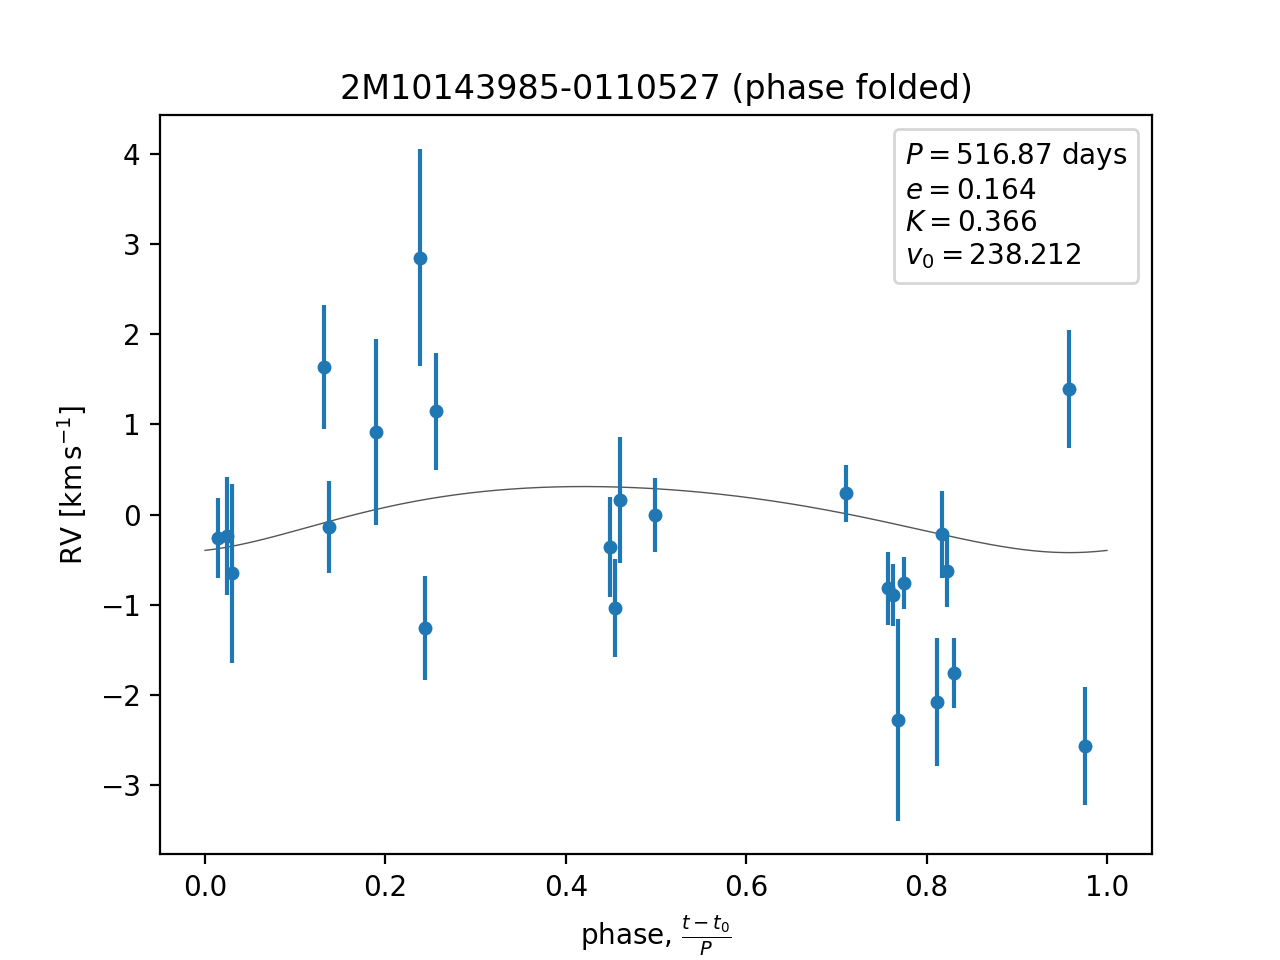 2M10143985-0110527 (phase folded)
P = 516.87 days
e = 0.164
K = 0.366
v₀ = 238.212
RV [km s⁻¹]
4
3
2
1
0
−1
−2
−3
0.0 0.2 0.4 0.6 0.8 1.0
phase, (t − t₀)/P